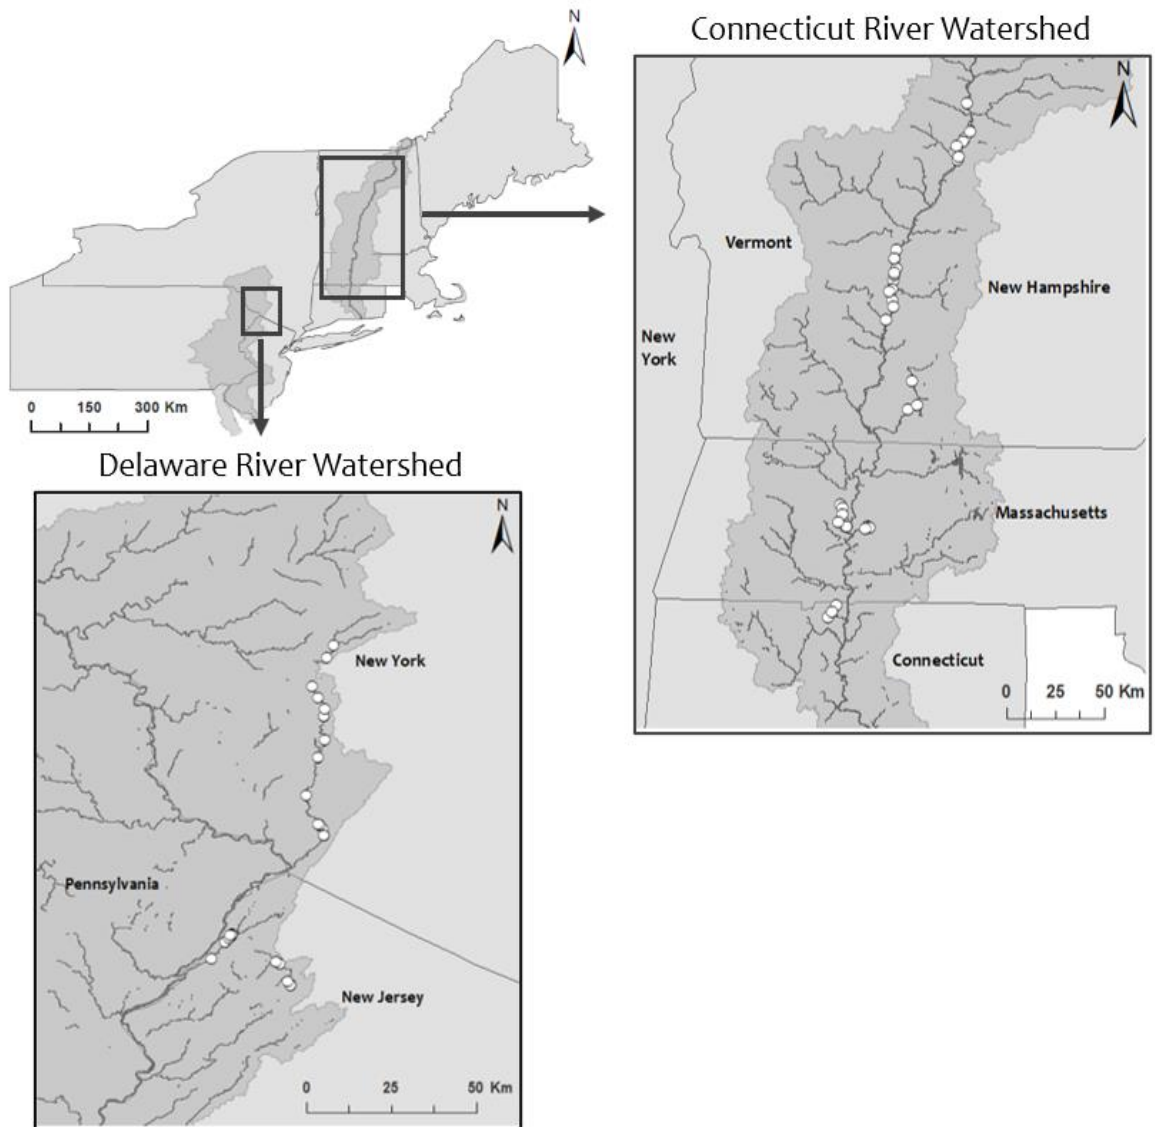 N
0 150 300 Km
Connecticut River Watershed
N
Vermont
New Hampshire
New
York
Massachusetts
Connecticut
0 25 50 Km
Delaware River Watershed
N
New York
Pennsylvania
New Jersey
0 25 50 Km